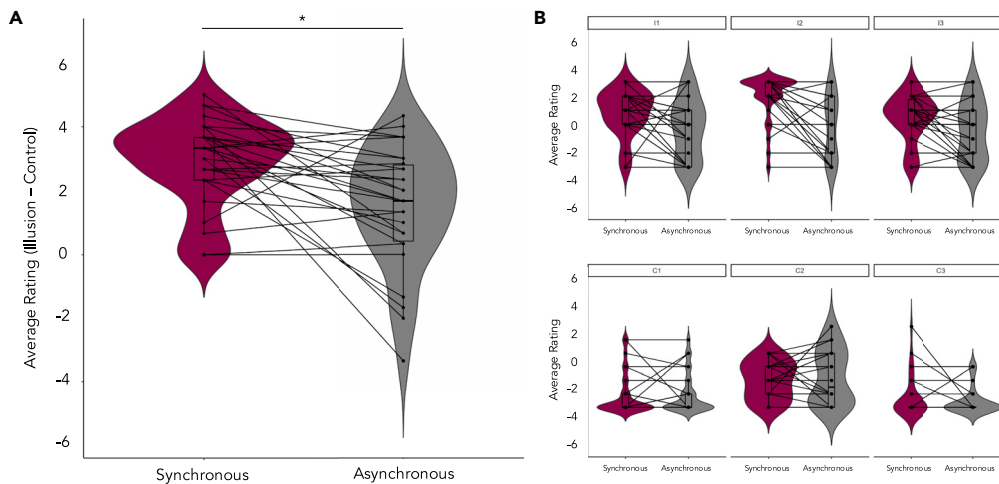 A
*
Average Rating (Illusion – Control)
6
4
2
0
-2
-4
-6
Synchronous
Asynchronous
B
I1
I2
I3
Average Rating
6
4
2
0
-2
-4
-6
Synchronous
Asynchronous
Synchronous
Asynchronous
Synchronous
Asynchronous
C1
C2
C3
Average Rating
6
4
2
0
-2
-4
-6
Synchronous
Asynchronous
Synchronous
Asynchronous
Synchronous
Asynchronous